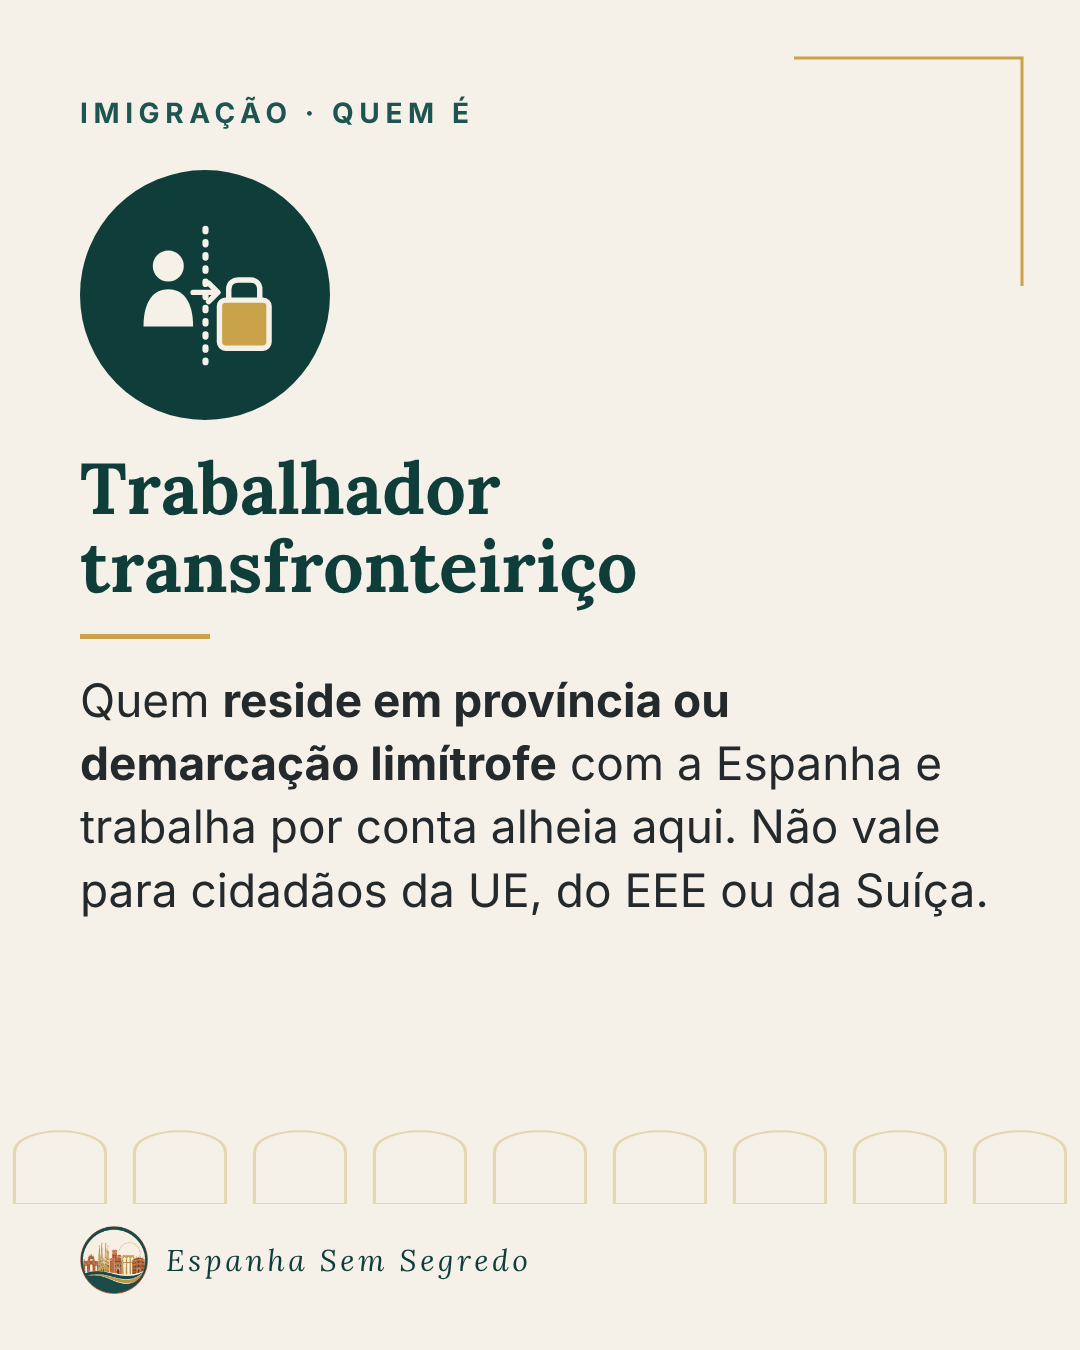 IMIGRAÇÃO · QUEM É
Trabalhador
transfronteiriço
Quem reside em província ou
demarcação limítrofe com a Espanha e
trabalha por conta alheia aqui. Não vale
para cidadãos da UE, do EEE ou da Suíça.
Espanha Sem Segredo